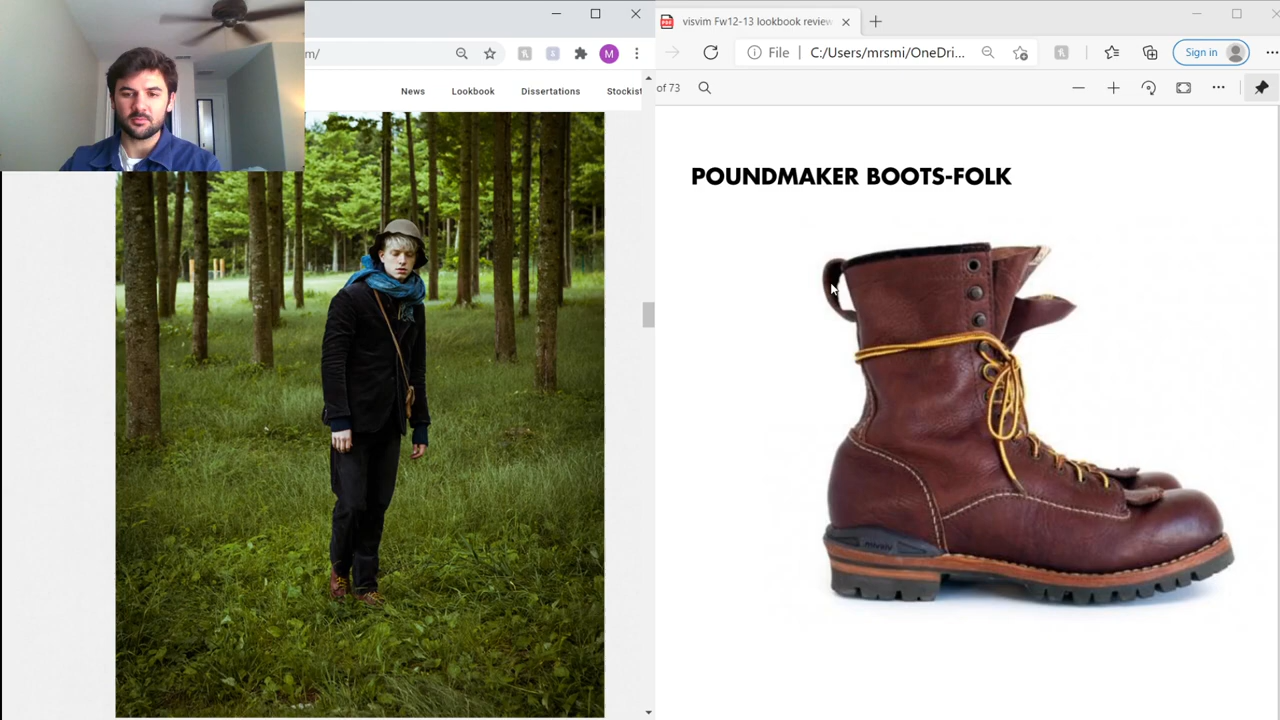 m/
News Lookbook Dissertations Stockist
M
PDF visvim Fw12-13 lookbook review
File C:/Users/mrsmi/OneDri... Sign in
of 73
POUNDMAKER BOOTS-FOLK